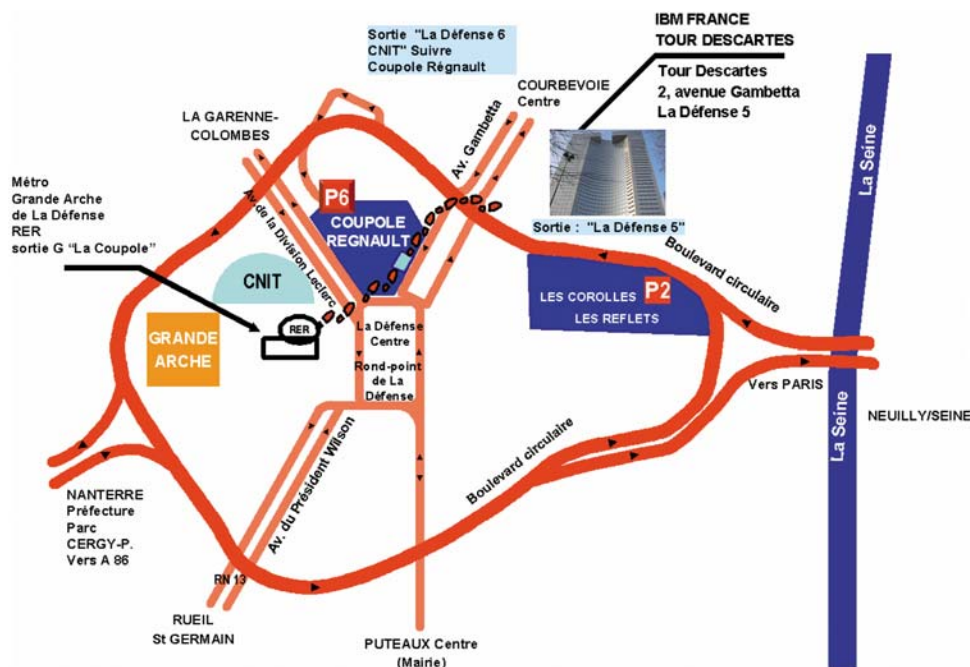 Sortie "La Défense 6
CNIT" Suivre
Coupole Régnault
IBM FRANCE
TOUR DESCARTES
Tour Descartes
2, avenue Gambetta
La Défense 5
COURBEVOIE
Centre
LA GARENNE-
COLOMBES
Av. Gambetta
La Seine
Métro
Grande Arche
de La Défense
RER
sortie G "La Coupole"
P6
COUPOLE
REGNAULT
Sortie : "La Défense 5"
Av. de la Division Leclerc
Boulevard circulaire
CNIT
LES COROLLES
P2
LES REFLETS
RER
GRANDE
ARCHE
La Défense
Centre
Rond-point
de La
Défense
Vers PARIS
NEUILLY/SEINE
La Seine
Boulevard circulaire
Av. du Président Wilson
NANTERRE
Préfecture
Parc
CERGY-P.
Vers A 86
RN 13
RUEIL
St GERMAIN
PUTEAUX Centre
(Mairie)